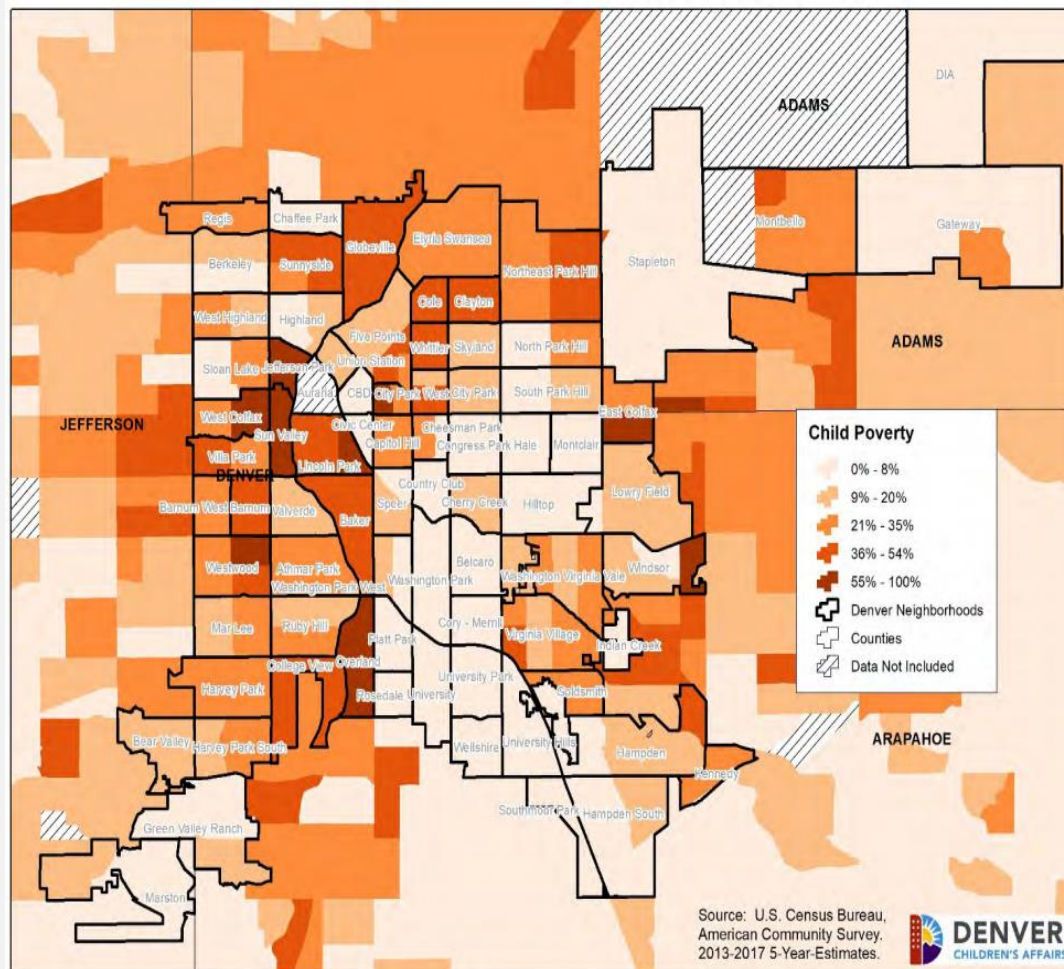 DIA
ADAMS
Regis
Chaffee Park
Globeville
Elyria Swansea
Montbello
Gateway
Berkeley
Sunnyside
Northeast Park Hill
Stapleton
West Highland
Highland
Cole
Clayton
Five Points
Whittier
Skyland
North Park Hill
ADAMS
Sloan Lake
Jefferson Park
Union Station
Auraria
CBD
City Park West
City Park
South Park Hill
East Colfax
JEFFERSON
West Colfax
Sun Valley
Civic Center
Capitol Hill
Cheesman Park
Congress Park
Hale
Montclair
Villa Park
Lincoln Park
DENVER
Country Club
Cherry Creek
Hilltop
Lowry Field
Barnum West
Barnum
Valverde
Baker
Speer
Belcaro
Windsor
Westwood
Athmar Park
Washington Park West
Washington Park
Washington Virginia Vale
Mar Lee
Ruby Hill
Platt Park
Cory - Merrill
Virginia Village
Indian Creek
College View
Overland
Harvey Park
University Park
Rosedale
University
Goldsmith
Bear Valley
Harvey Park South
Wellshire
University Hills
Hampden
Kennedy
ARAPAHOE
Southmoor Park
Hampden South
Green Valley Ranch
Marston
Child Poverty
0% - 8%
9% - 20%
21% - 35%
36% - 54%
55% - 100%
Denver Neighborhoods
Counties
Data Not Included
Source: U.S. Census Bureau,
American Community Survey.
2013-2017 5-Year-Estimates.
DENVER
CHILDREN'S AFFAIRS